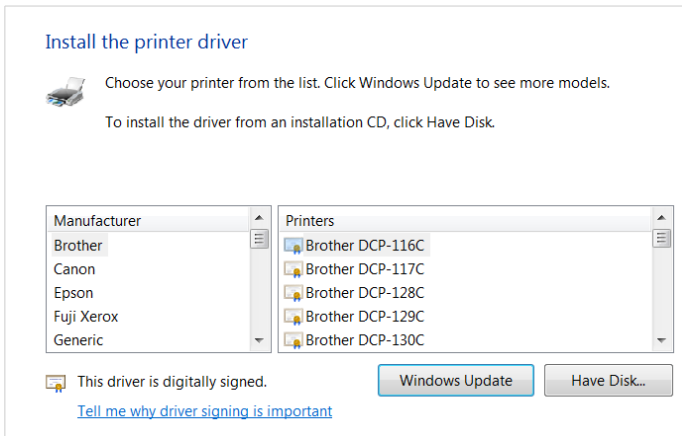 Install the printer driver
Choose your printer from the list. Click Windows Update to see more models.
To install the driver from an installation CD, click Have Disk.
Manufacturer
Brother
Canon
Epson
Fuji Xerox
Generic
Printers
Brother DCP-116C
Brother DCP-117C
Brother DCP-128C
Brother DCP-129C
Brother DCP-130C
This driver is digitally signed.
Tell me why driver signing is important
Windows Update
Have Disk...